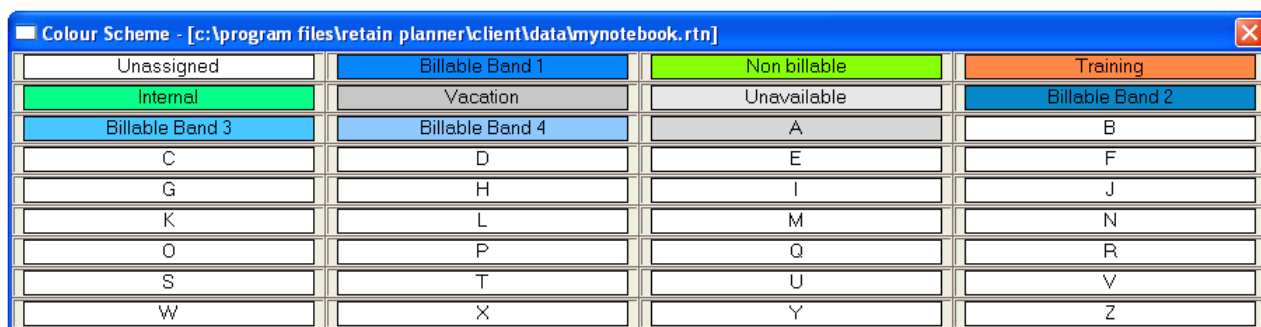 Colour Scheme - [c:\program files\retain planner\client\data\mynotebook.rtn]
Unassigned Billable Band 1 Non billable Training
Internal Vacation Unavailable Billable Band 2
Billable Band 3 Billable Band 4 A B
C D E F
G H I J
K L M N
O P Q R
S T U V
W X Y Z